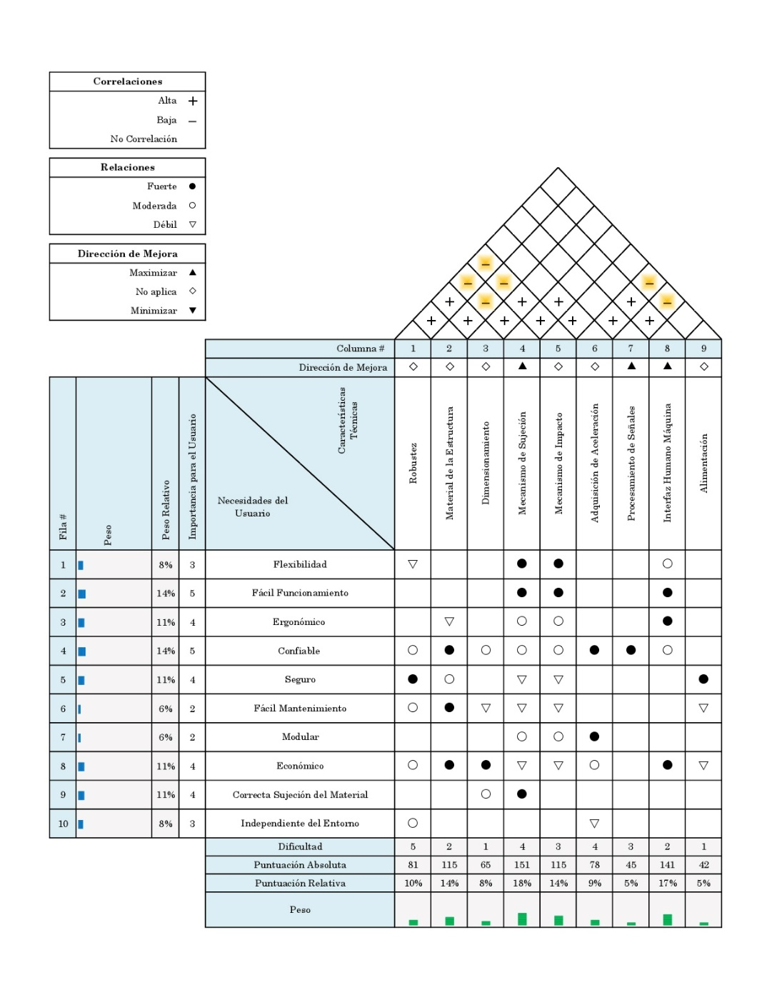 Correlaciones
Alta +
Baja −
No Correlación
Relaciones
Fuerte ●
Moderada ○
Débil ▽
Dirección de Mejora
Maximizar ▲
No aplica ◇
Minimizar ▼
−
− − −
+ − + + + − 
+ + + + + + +
Columna # 1 2 3 4 5 6 7 8 9
Dirección de Mejora ◇ ◇ ◇ ▲ ◇ ◇ ▲ ▲ ◇
Fila #
Peso
Peso Relativo
Importancia para el Usuario
Características
Técnicas
Necesidades del
Usuario
Robustez
Material de la Estructura
Dimensionamiento
Mecanismo de Sujeción
Mecanismo de Impacto
Adquisición de Aceleración
Procesamiento de Señales
Interfaz Humano Máquina
Alimentación
1 8% 3 Flexibilidad ▽ ● ● ○
2 14% 5 Fácil Funcionamiento ● ● ●
3 11% 4 Ergonómico ▽ ○ ○ ●
4 14% 5 Confiable ○ ● ○ ○ ○ ● ● ○
5 11% 4 Seguro ● ○ ▽ ▽ ●
6 6% 2 Fácil Mantenimiento ○ ● ▽ ▽ ▽ ▽
7 6% 2 Modular ○ ○ ●
8 11% 4 Económico ○ ● ● ▽ ▽ ○ ● ▽
9 11% 4 Correcta Sujeción del Material ○ ●
10 8% 3 Independiente del Entorno ○ ▽
Dificultad 5 2 1 4 3 4 3 2 1
Puntuación Absoluta 81 115 65 151 115 78 45 141 42
Puntuación Relativa 10% 14% 8% 18% 14% 9% 5% 17% 5%
Peso